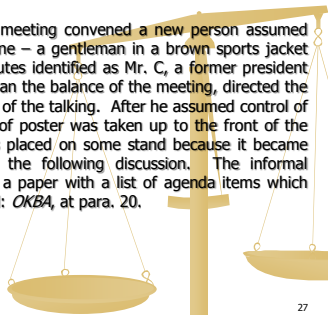 meeting convened a new person assumed
ne – a gentleman in a brown sports jacket
utes identified as Mr. C, a former president
an the balance of the meeting, directed the
of the talking. After he assumed control of
of poster was taken up to the front of the
placed on some stand because it became
the following discussion. The informal
a paper with a list of agenda items which
: OKBA, at para. 20.
27